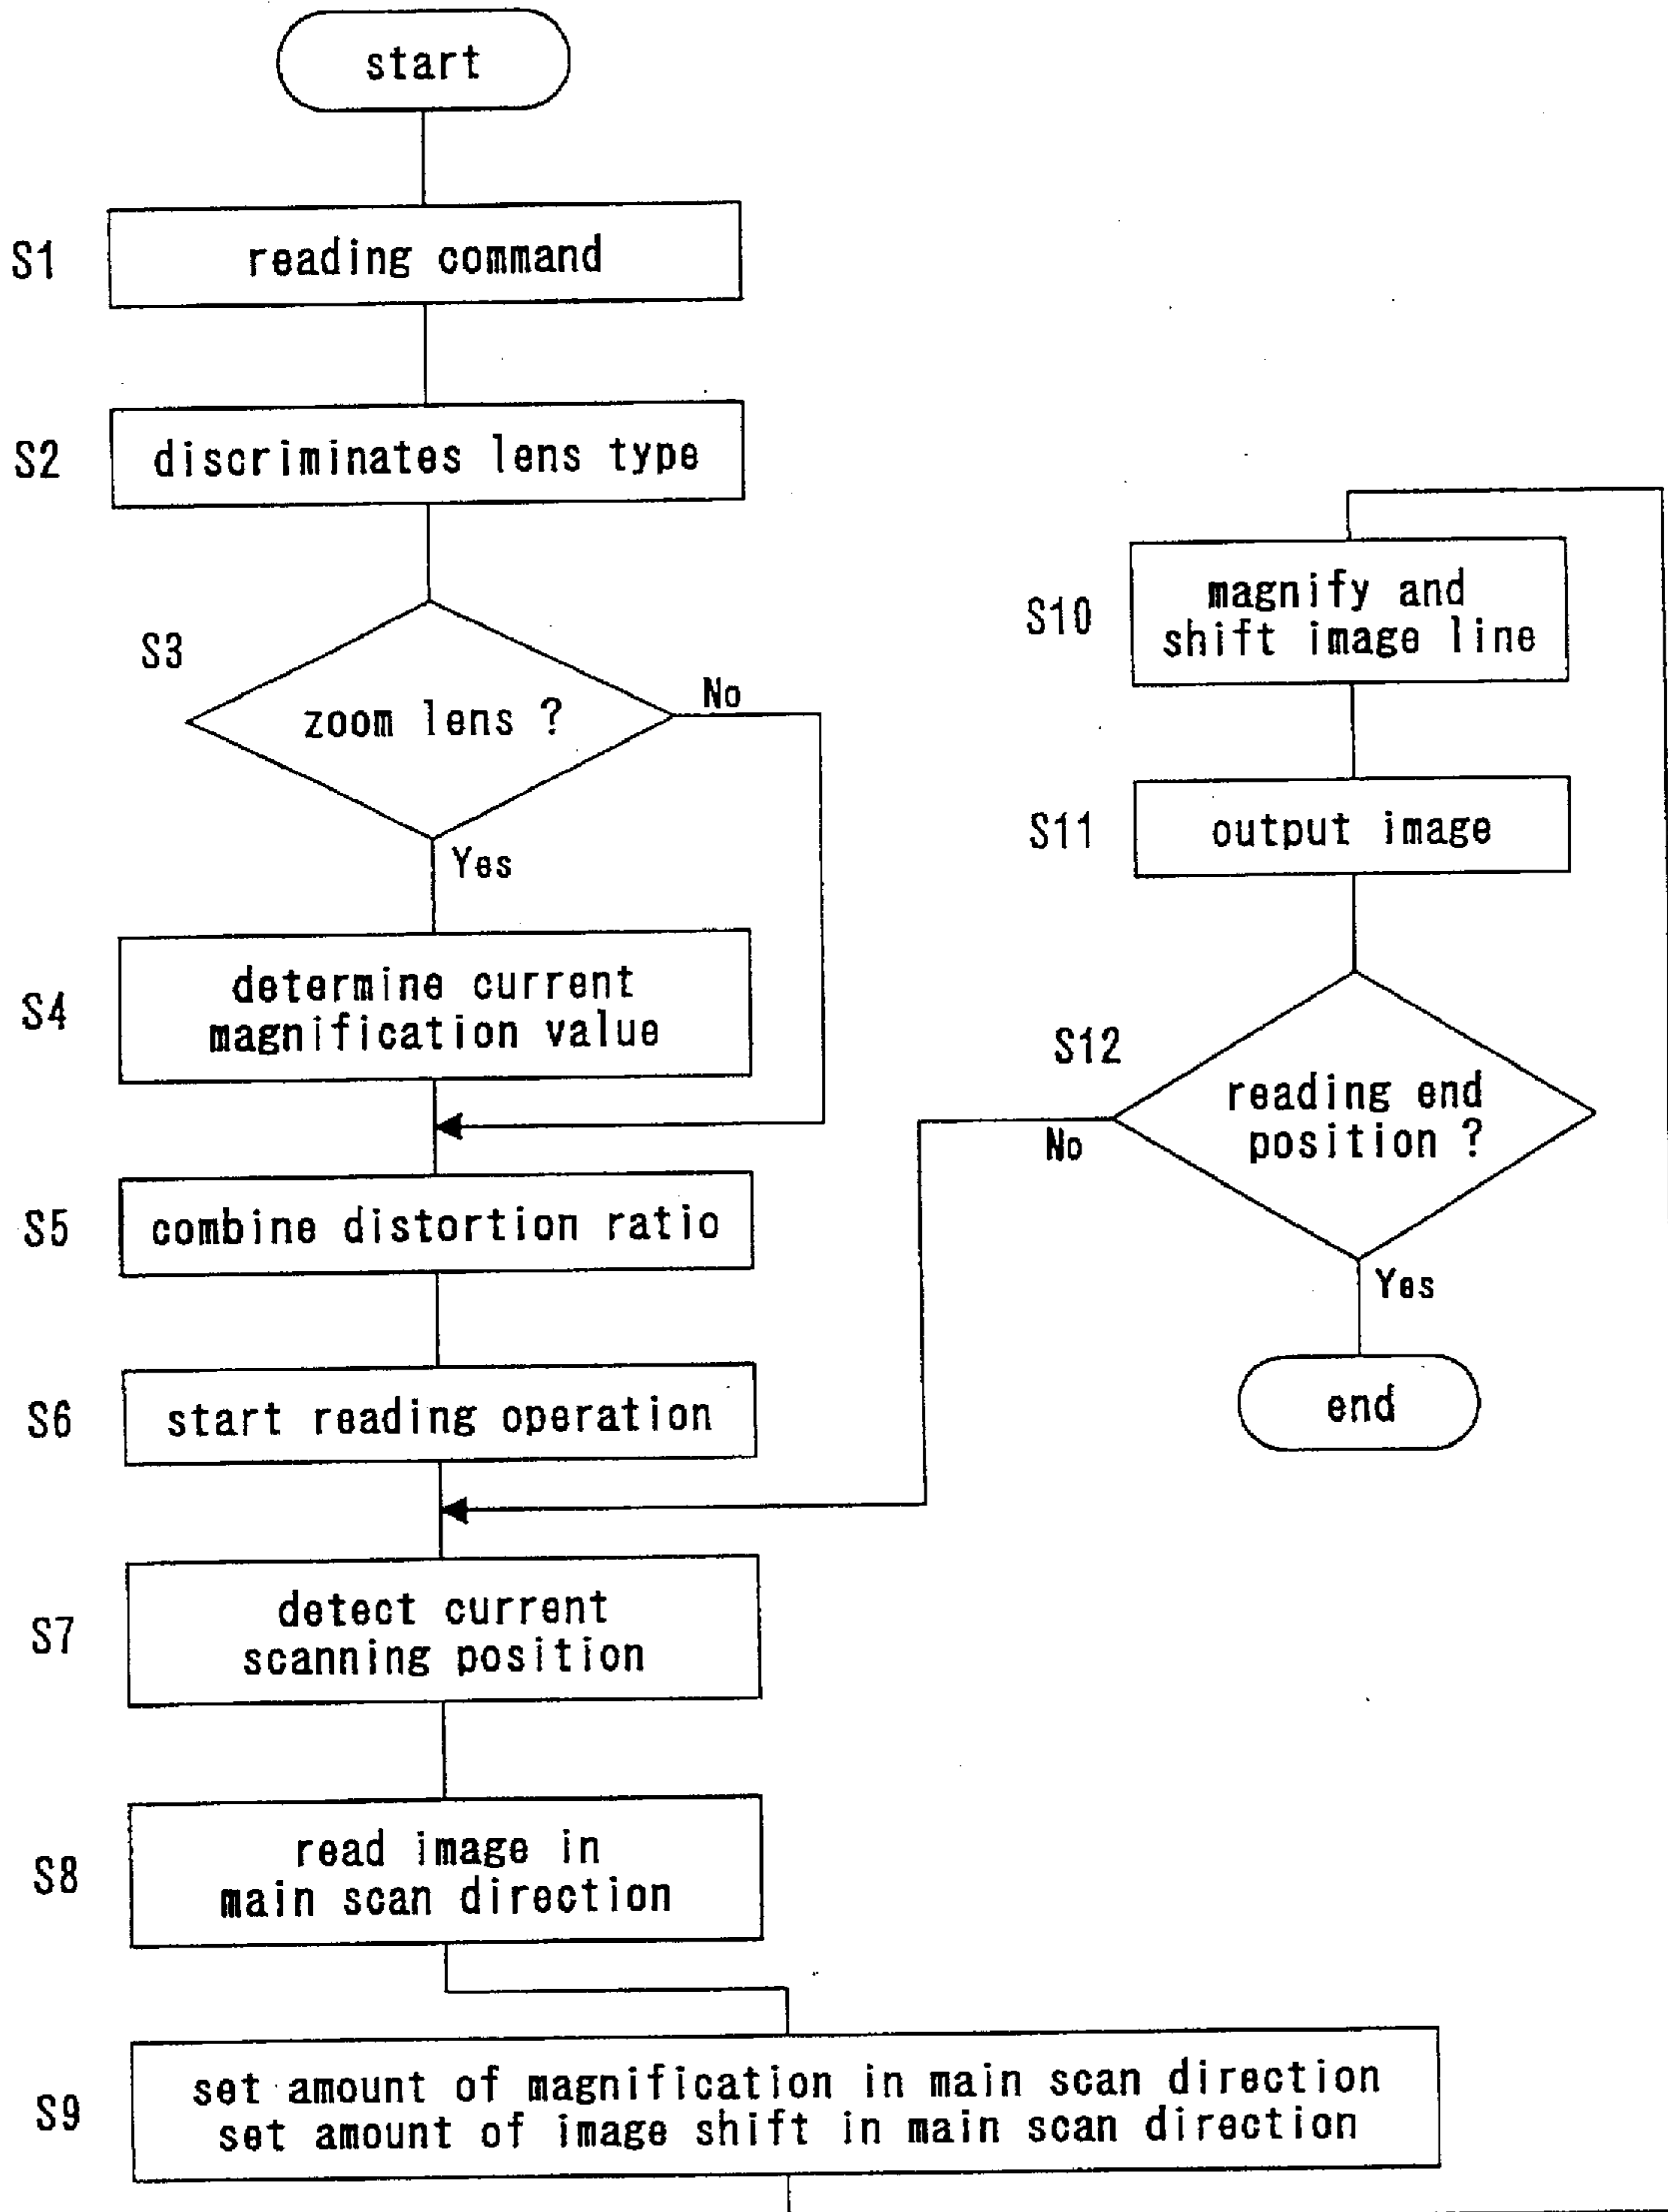 start
S1
reading command
S2
discriminates lens type
S3
zoom lens ?
No
Yes
S4
determine current
magnification value
S5
combine distortion ratio
S6
start reading operation
S7
detect current
scanning position
S8
read image in
main scan direction
S9
set amount of magnification in main scan direction
set amount of image shift in main scan direction
S10
magnify and
shift image line
S11
output image
S12
reading end
position ?
No
Yes
end